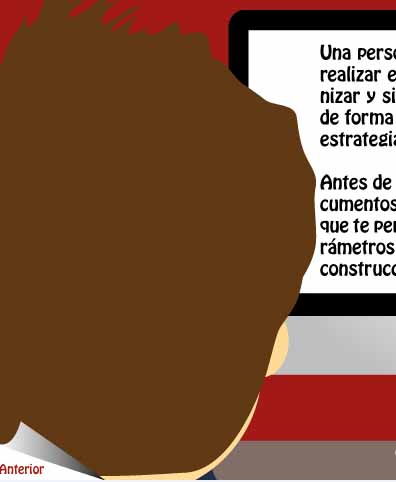 Una perso
realizar e
nizar y si
de forma
estrategia
Antes de
cumentos
que te per
rámetros
construcc
Anterior